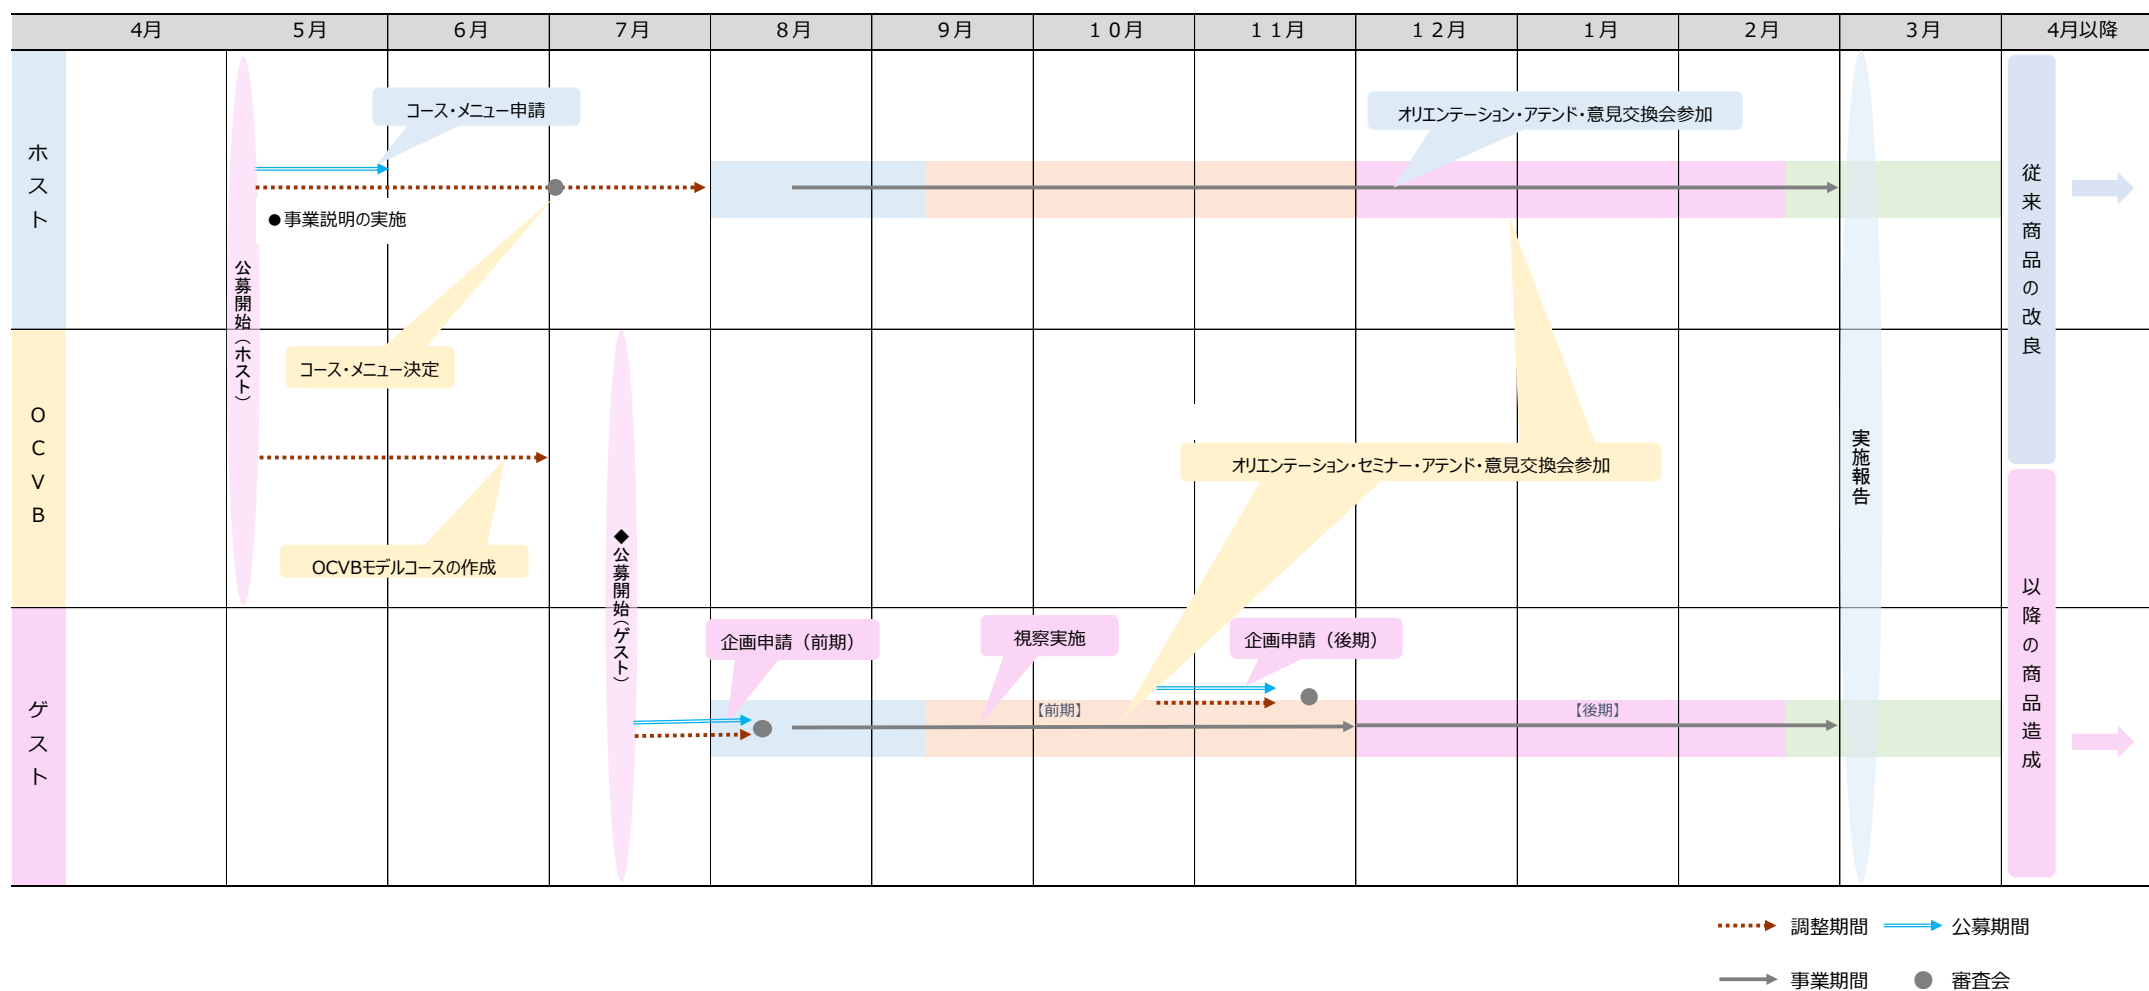 4月
５月
６月
７月
８月
９月
１０月
１１月
１２月
１月
２月
３月
4月以降
ホスト
コース・メニュー申請
オリエンテーション・アテンド・意見交換会参加
●事業説明の実施
公募開始（ホスト）
コース・メニュー決定
従来商品の改良
OCVB
オリエンテーション・セミナー・アテンド・意見交換会参加
実施報告
OCVBモデルコースの作成
◆公募開始（ゲスト）
以降の商品造成
ゲスト
企画申請（前期）
視察実施
企画申請（後期）
【前期】
【後期】
調整期間
公募期間
事業期間
審査会